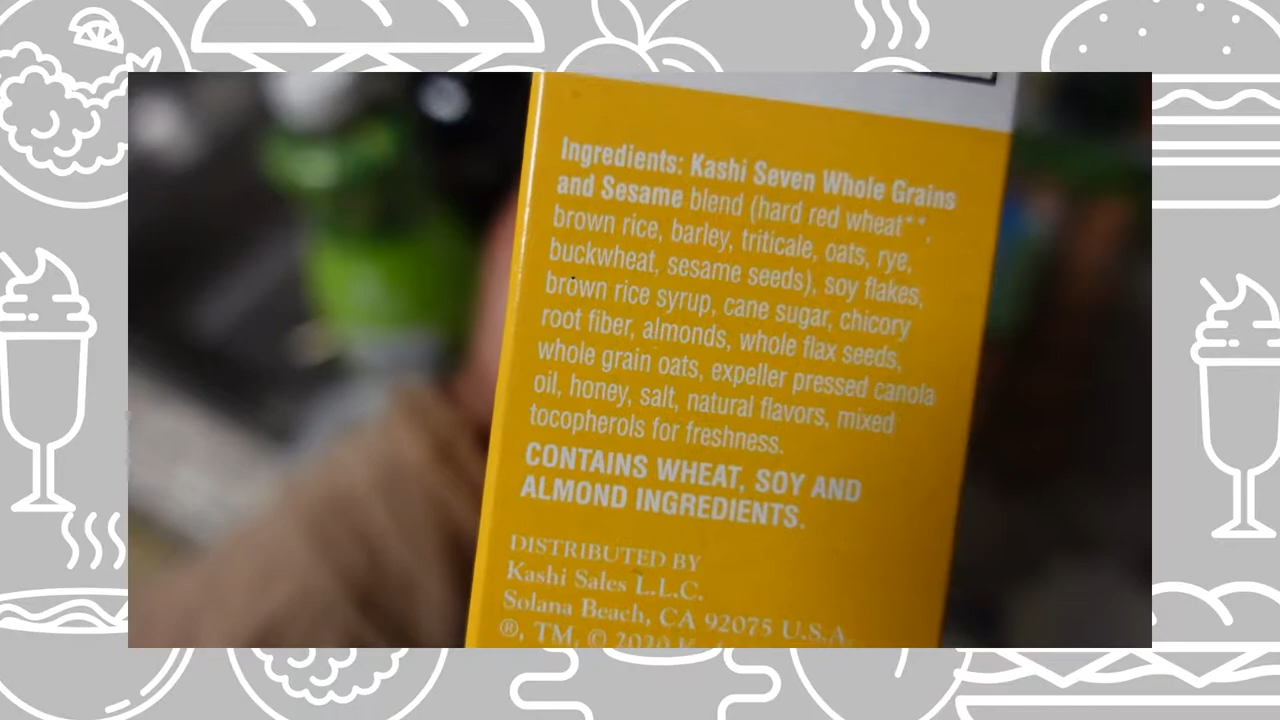 Ingredients: Kashi Seven Whole Grains
and Sesame blend (hard red wheat**,
brown rice, barley, triticale, oats, rye,
buckwheat, sesame seeds), soy flakes,
brown rice syrup, cane sugar, chicory
root fiber, almonds, whole flax seeds,
whole grain oats, expeller pressed canola
oil, honey, salt, natural flavors, mixed
tocopherols for freshness.
CONTAINS WHEAT, SOY AND
ALMOND INGREDIENTS.
DISTRIBUTED BY
Kashi Sales L.L.C.
Solana Beach, CA 92075 U.S.A.
®, TM, © 2020